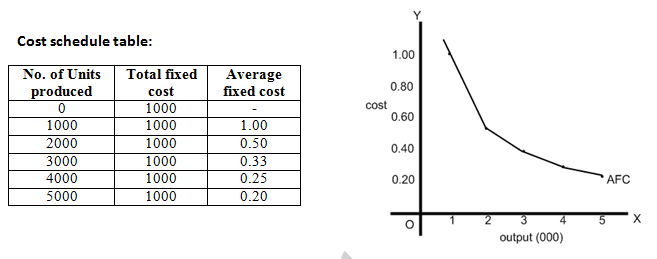 Cost schedule table:
No. of Units produced | Total fixed cost | Average fixed cost
0 | 1000 | -
1000 | 1000 | 1.00
2000 | 1000 | 0.50
3000 | 1000 | 0.33
4000 | 1000 | 0.25
5000 | 1000 | 0.20
Y
1.00
0.80
cost
0.60
0.40
0.20
AFC
O 1 2 3 4 5 X
output (000)